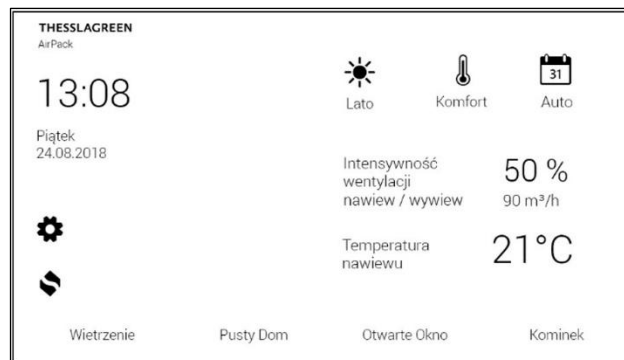 THESSLAGREEN
AirPack
13:08
Piątek
24.08.2018
31
Lato
Komfort
Auto
Intensywność
wentylacji
nawiew / wywiew
50 %
90 m³/h
Temperatura
nawiewu
21°C
Wietrzenie
Pusty Dom
Otwarte Okno
Kominek